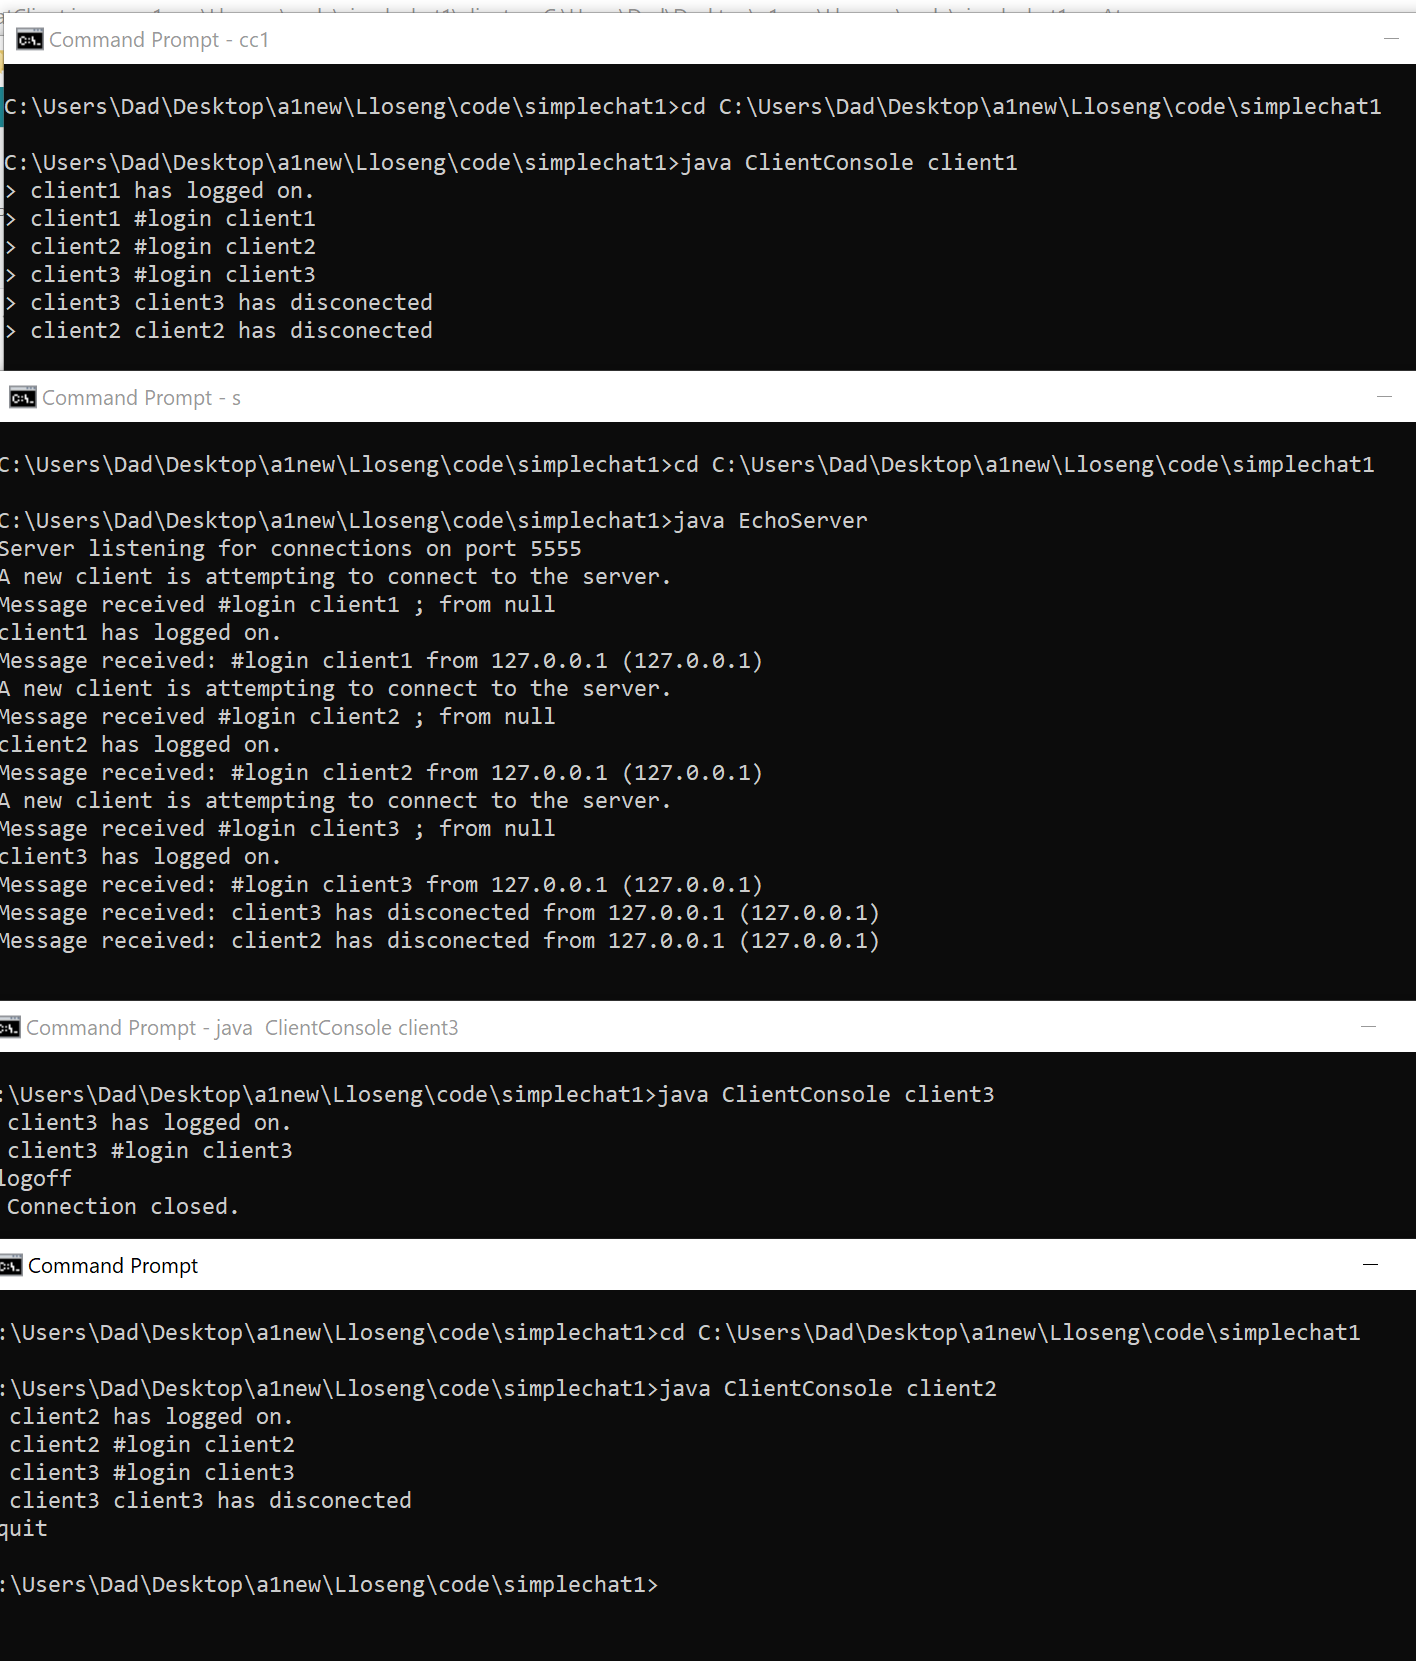 Command Prompt - cc1
C:\Users\Dad\Desktop\a1new\Lloseng\code\simplechat1>cd C:\Users\Dad\Desktop\a1new\Lloseng\code\simplechat1
C:\Users\Dad\Desktop\a1new\Lloseng\code\simplechat1>java ClientConsole client1
> client1 has logged on.
> client1 #login client1
> client2 #login client2
> client3 #login client3
> client3 client3 has disconected
> client2 client2 has disconected
Command Prompt - s
C:\Users\Dad\Desktop\a1new\Lloseng\code\simplechat1>cd C:\Users\Dad\Desktop\a1new\Lloseng\code\simplechat1
C:\Users\Dad\Desktop\a1new\Lloseng\code\simplechat1>java EchoServer
Server listening for connections on port 5555
A new client is attempting to connect to the server.
Message received #login client1 ; from null
client1 has logged on.
Message received: #login client1 from 127.0.0.1 (127.0.0.1)
A new client is attempting to connect to the server.
Message received #login client2 ; from null
client2 has logged on.
Message received: #login client2 from 127.0.0.1 (127.0.0.1)
A new client is attempting to connect to the server.
Message received #login client3 ; from null
client3 has logged on.
Message received: #login client3 from 127.0.0.1 (127.0.0.1)
Message received: client3 has disconected from 127.0.0.1 (127.0.0.1)
Message received: client2 has disconected from 127.0.0.1 (127.0.0.1)
Command Prompt - java  ClientConsole client3
:\Users\Dad\Desktop\a1new\Lloseng\code\simplechat1>java ClientConsole client3
client3 has logged on.
client3 #login client3
logoff
Connection closed.
Command Prompt
:\Users\Dad\Desktop\a1new\Lloseng\code\simplechat1>cd C:\Users\Dad\Desktop\a1new\Lloseng\code\simplechat1
:\Users\Dad\Desktop\a1new\Lloseng\code\simplechat1>java ClientConsole client2
client2 has logged on.
client2 #login client2
client3 #login client3
client3 client3 has disconected
quit
:\Users\Dad\Desktop\a1new\Lloseng\code\simplechat1>